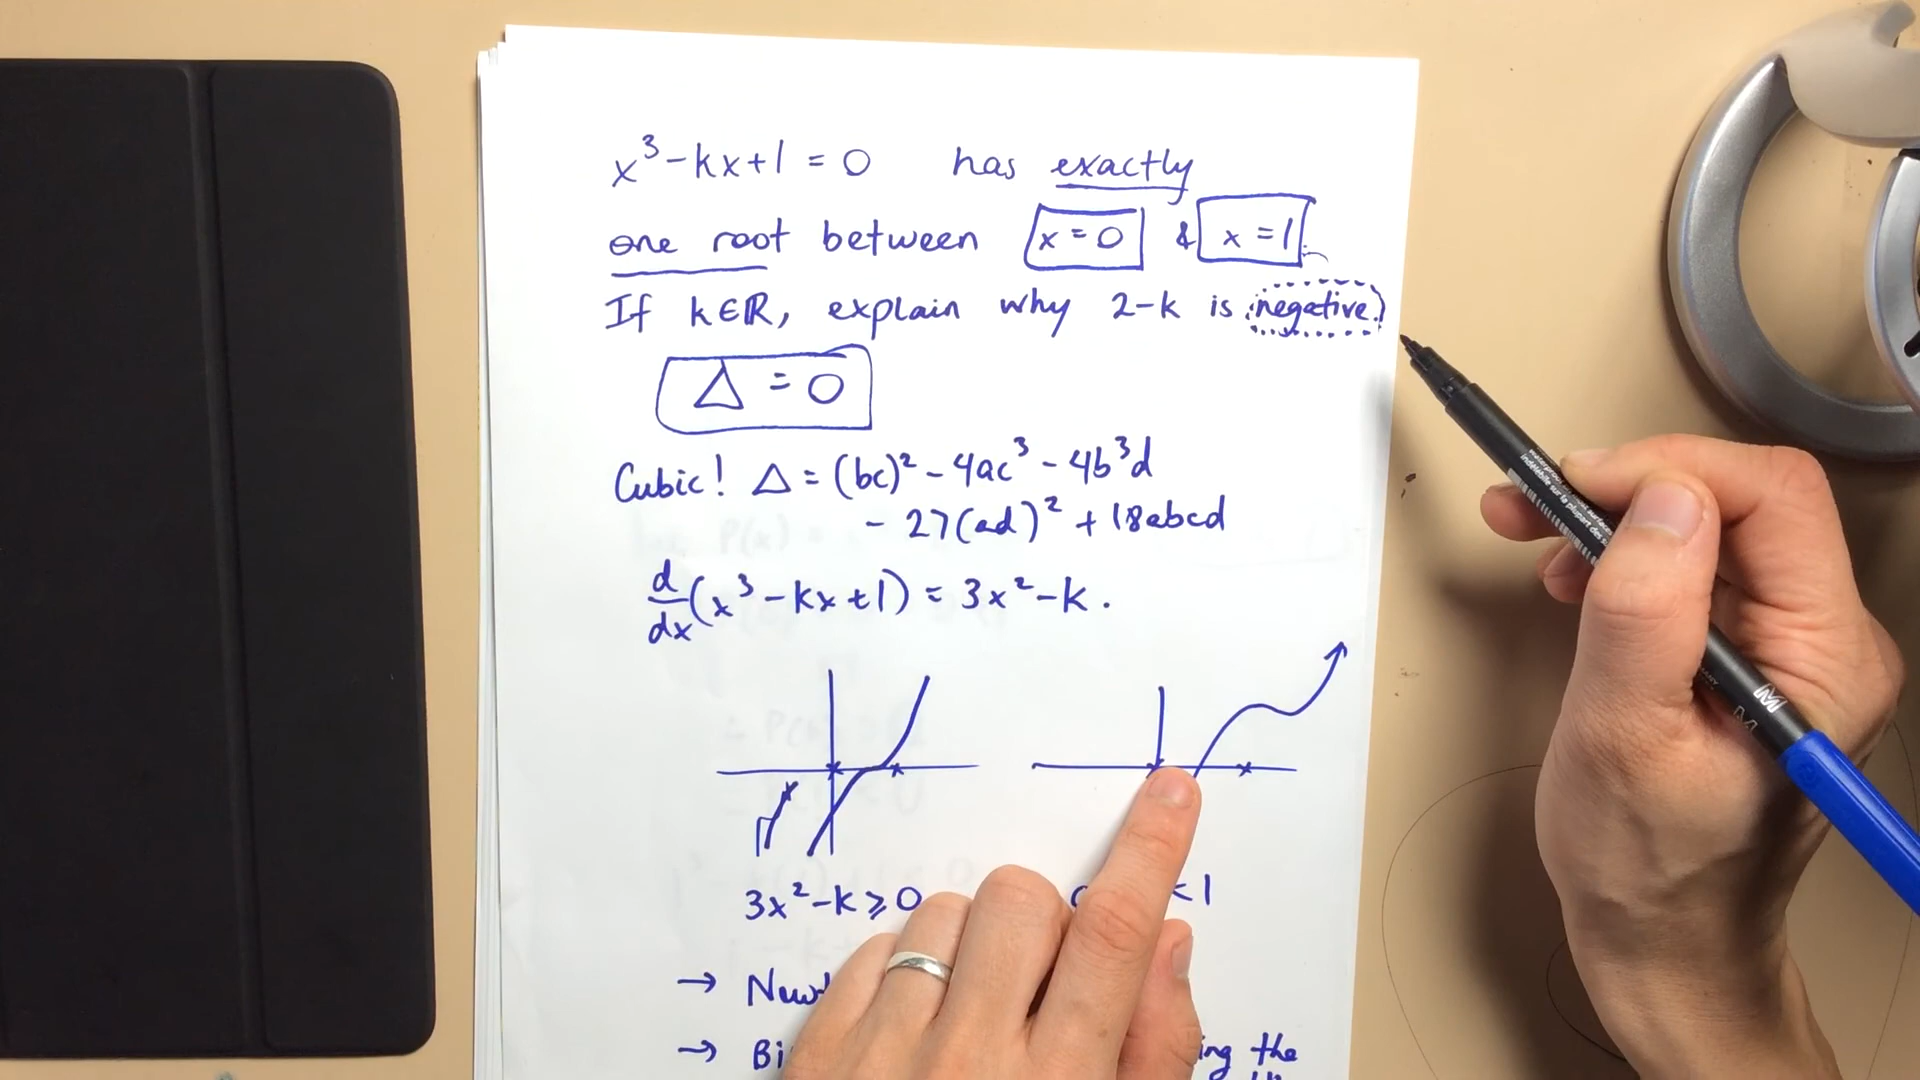 x³-kx+1 = 0 has exactly
one root between x = 0 & x = 1.
If k∈ℝ, explain why 2-k is negative.
Δ = 0
Cubic! Δ = (bc)² - 4ac³ - 4b³d
- 27(ad)² + 18abcd
d/dx(x³-kx+1) = 3x²-k.
3x²-k ⩾ 0 < 1
→
→ the